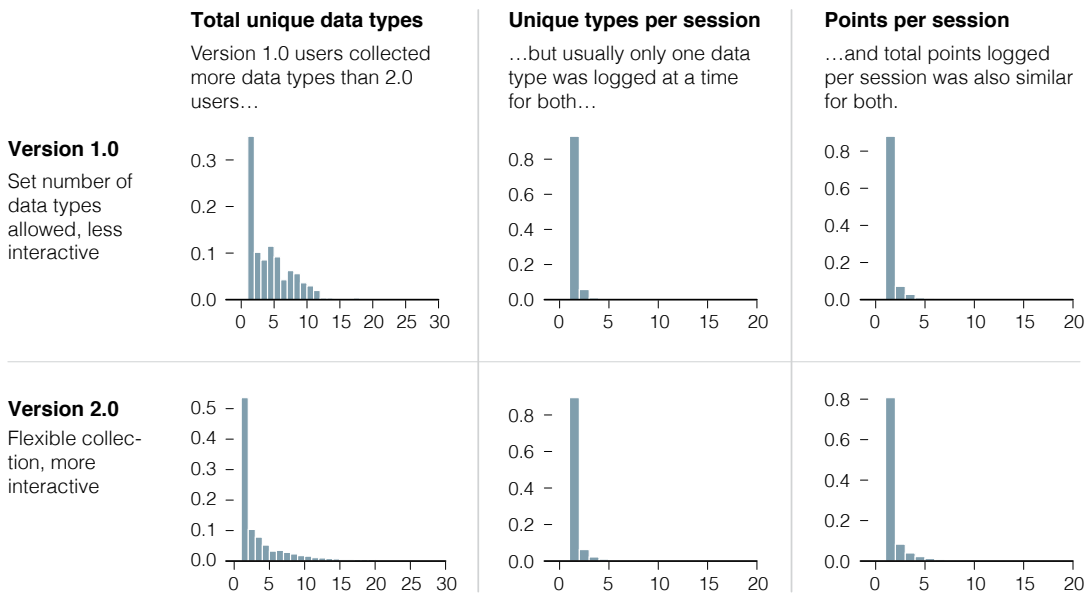 Total unique data types
Version 1.0 users collected
more data types than 2.0
users…
Unique types per session
…but usually only one data
type was logged at a time
for both…
Points per session
…and total points logged
per session was also similar
for both.
Version 1.0
Set number of
data types
allowed, less
interactive
0.3
0.2
0.1
0.0
0 5 10 15 20 25 30
0.8
0.6
0.4
0.2
0.0
0 5 10 15 20
0.8
0.6
0.4
0.2
0.0
0 5 10 15 20
Version 2.0
Flexible collec-
tion, more
interactive
0.5
0.4
0.3
0.2
0.1
0.0
0 5 10 15 20 25 30
0.8
0.6
0.4
0.2
0.0
0 5 10 15 20
0.8
0.6
0.4
0.2
0.0
0 5 10 15 20